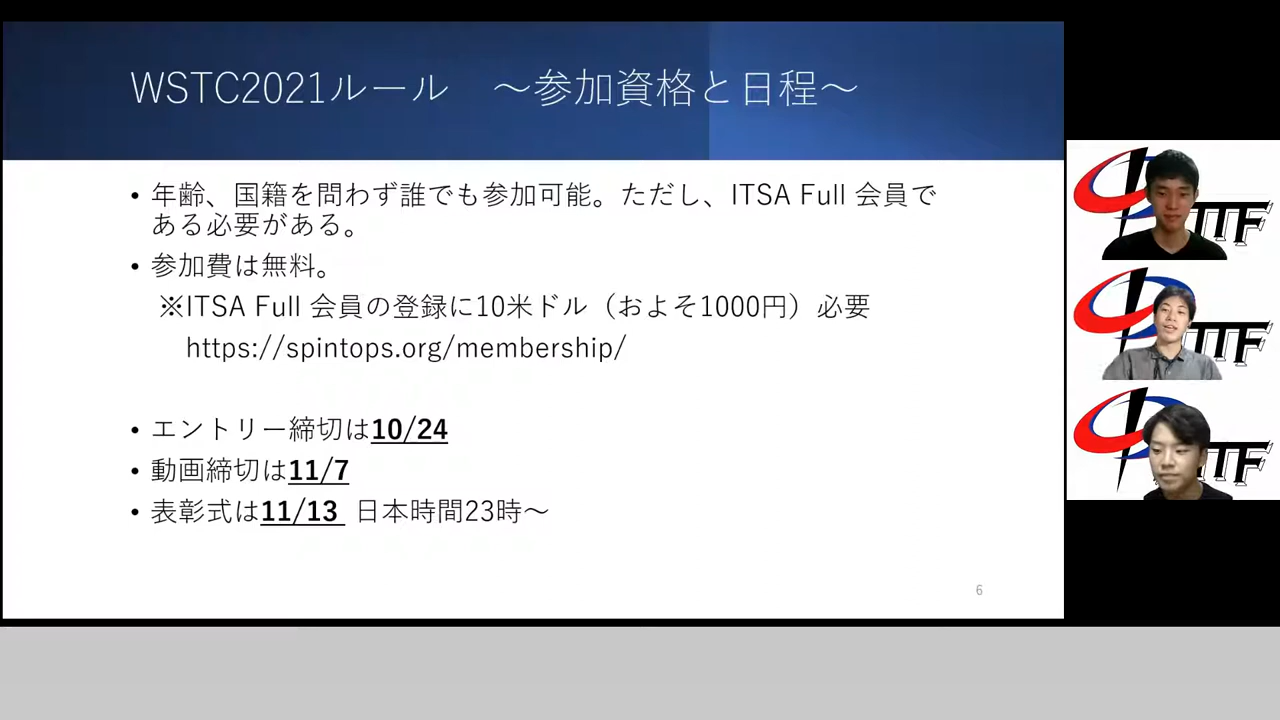 WSTC2021ルール　～参加資格と日程～
• 年齢、国籍を問わず誰でも参加可能。ただし、ITSA Full 会員で
ある必要がある。
• 参加費は無料。
※ITSA Full 会員の登録に10米ドル（およそ1000円）必要
https://spintops.org/membership/
• エントリー締切は10/24
• 動画締切は11/7
• 表彰式は11/13 日本時間23時～
6